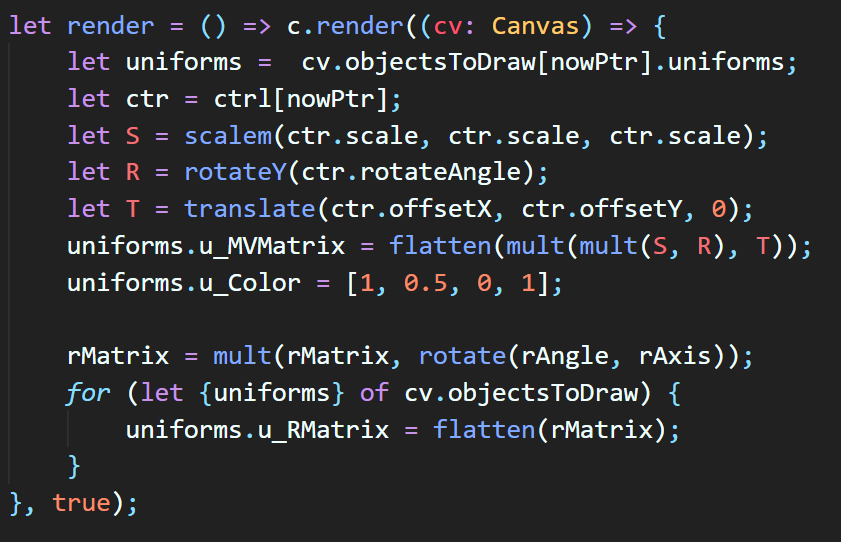 let render = () => c.render((cv: Canvas) => {
    let uniforms =  cv.objectsToDraw[nowPtr].uniforms;
    let ctr = ctrl[nowPtr];
    let S = scalem(ctr.scale, ctr.scale, ctr.scale);
    let R = rotateY(ctr.rotateAngle);
    let T = translate(ctr.offsetX, ctr.offsetY, 0);
    uniforms.u_MVMatrix = flatten(mult(mult(S, R), T));
    uniforms.u_Color = [1, 0.5, 0, 1];

    rMatrix = mult(rMatrix, rotate(rAngle, rAxis));
    for (let {uniforms} of cv.objectsToDraw) {
        uniforms.u_RMatrix = flatten(rMatrix);
    }
}, true);